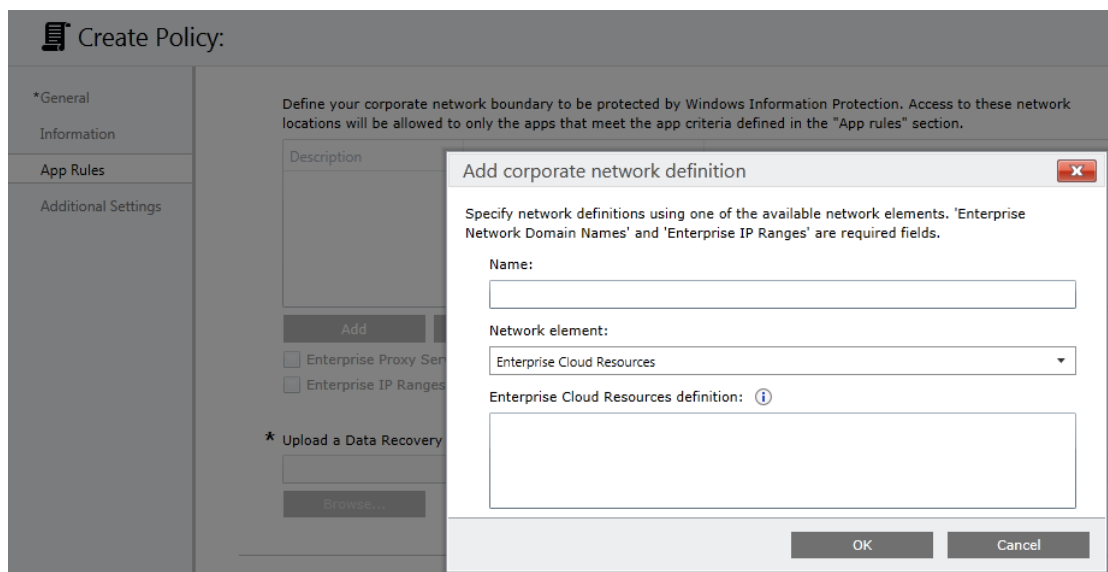 Create Policy:
*General
Information
App Rules
Additional Settings
Define your corporate network boundary to be protected by Windows Information Protection. Access to these network
locations will be allowed to only the apps that meet the app criteria defined in the "App rules" section.
Description
Add
Enterprise Proxy Ser
Enterprise IP Ranges
* Upload a Data Recovery
Browse...
Add corporate network definition
Specify network definitions using one of the available network elements. 'Enterprise
Network Domain Names' and 'Enterprise IP Ranges' are required fields.
Name:
Network element:
Enterprise Cloud Resources
Enterprise Cloud Resources definition:
OK Cancel